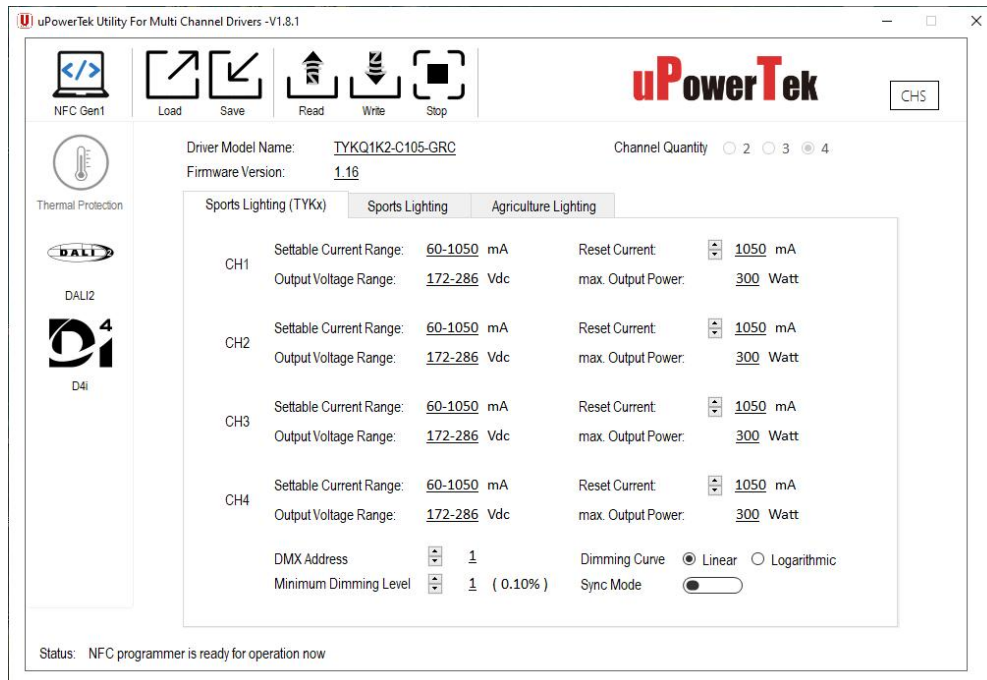 uPowerTek Utility For Multi Channel Drivers -V1.8.1
NFC Gen1
Load
Save
Read
Write
Stop
uPowerTek
CHS
Driver Model Name: TYKQ1K2-C105-GRC
Channel Quantity 2 3 4
Firmware Version: 1.16
Thermal Protection
DALI 2
DALI2
D4i
D4i
Sports Lighting (TYKx)
Sports Lighting
Agriculture Lighting
CH1
Settable Current Range: 60-1050 mA
Reset Current: 1050 mA
Output Voltage Range: 172-286 Vdc
max. Output Power: 300 Watt
CH2
Settable Current Range: 60-1050 mA
Reset Current: 1050 mA
Output Voltage Range: 172-286 Vdc
max. Output Power: 300 Watt
CH3
Settable Current Range: 60-1050 mA
Reset Current: 1050 mA
Output Voltage Range: 172-286 Vdc
max. Output Power: 300 Watt
CH4
Settable Current Range: 60-1050 mA
Reset Current: 1050 mA
Output Voltage Range: 172-286 Vdc
max. Output Power: 300 Watt
DMX Address 1
Dimming Curve Linear Logarithmic
Minimum Dimming Level 1 ( 0.10% )
Sync Mode
Status: NFC programmer is ready for operation now